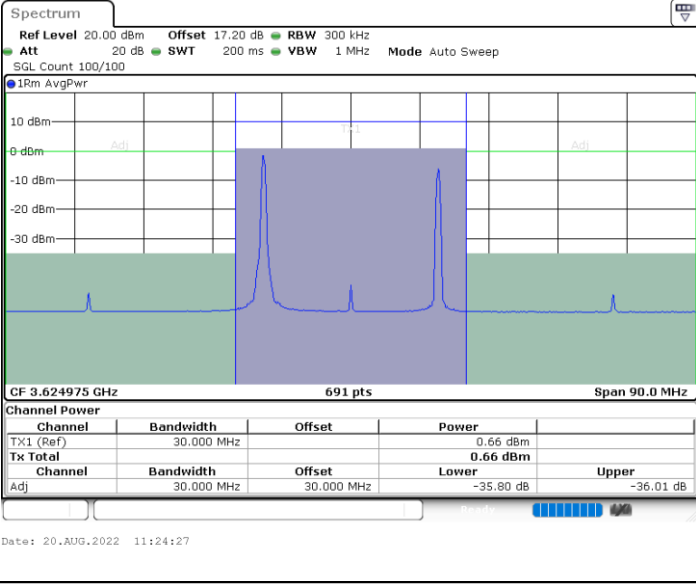 Spectrum
Ref Level 20.00 dBm Offset 17.20 dB RBW 300 kHz
Att 20 dB SWT 200 ms VBW 1 MHz Mode Auto Sweep
SGL Count 100/100
1Rm AvgPwr
10 dBm
TX1
Adj
Adj
0 dBm
-10 dBm
-20 dBm
-30 dBm
CF 3.624975 GHz 691 pts Span 90.0 MHz
Channel Power
Channel Bandwidth Offset Power
TX1 (Ref) 30.000 MHz 0.66 dBm
Tx Total 0.66 dBm
Channel Bandwidth Offset Lower Upper
Adj 30.000 MHz 30.000 MHz -35.80 dB -36.01 dB
Ready
Date: 20.AUG.2022 11:24:27